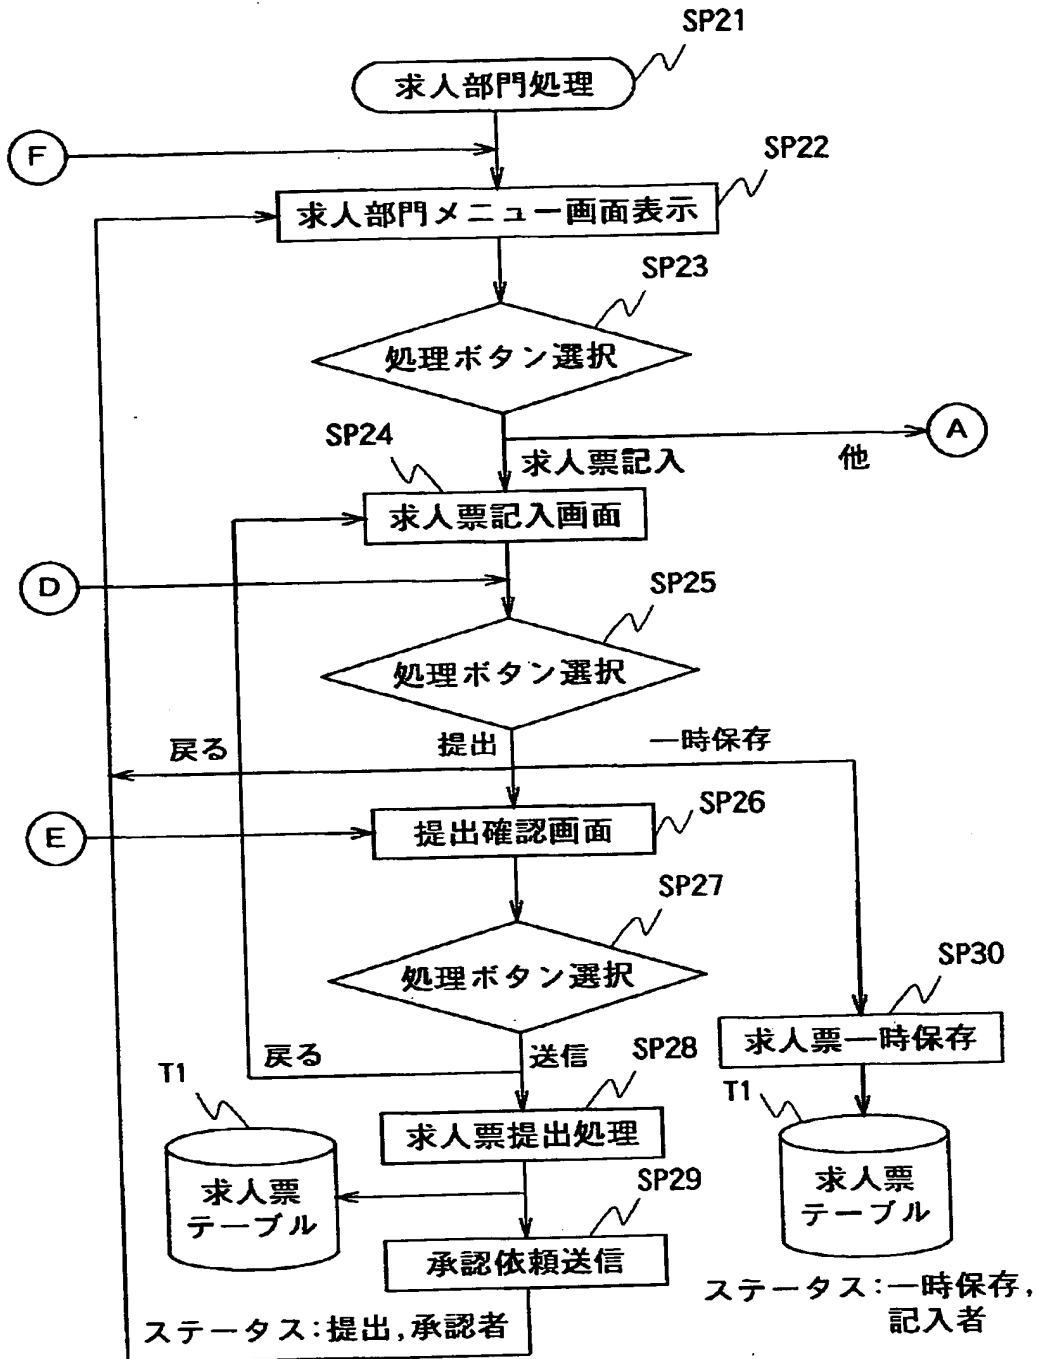 SP21
求人部門処理
F
SP22
求人部門メニュー画面表示
SP23
処理ボタン選択
SP24
求人票記入
他
A
求人票記入画面
D
SP25
処理ボタン選択
戻る
提出
一時保存
SP26
E
提出確認画面
SP27
処理ボタン選択
SP30
求人票一時保存
戻る
送信
SP28
T1
求人票提出処理
T1
SP29
求人票
テーブル
求人票
テーブル
承認依頼送信
ステータス:提出,承認者
ステータス:一時保存,
記入者